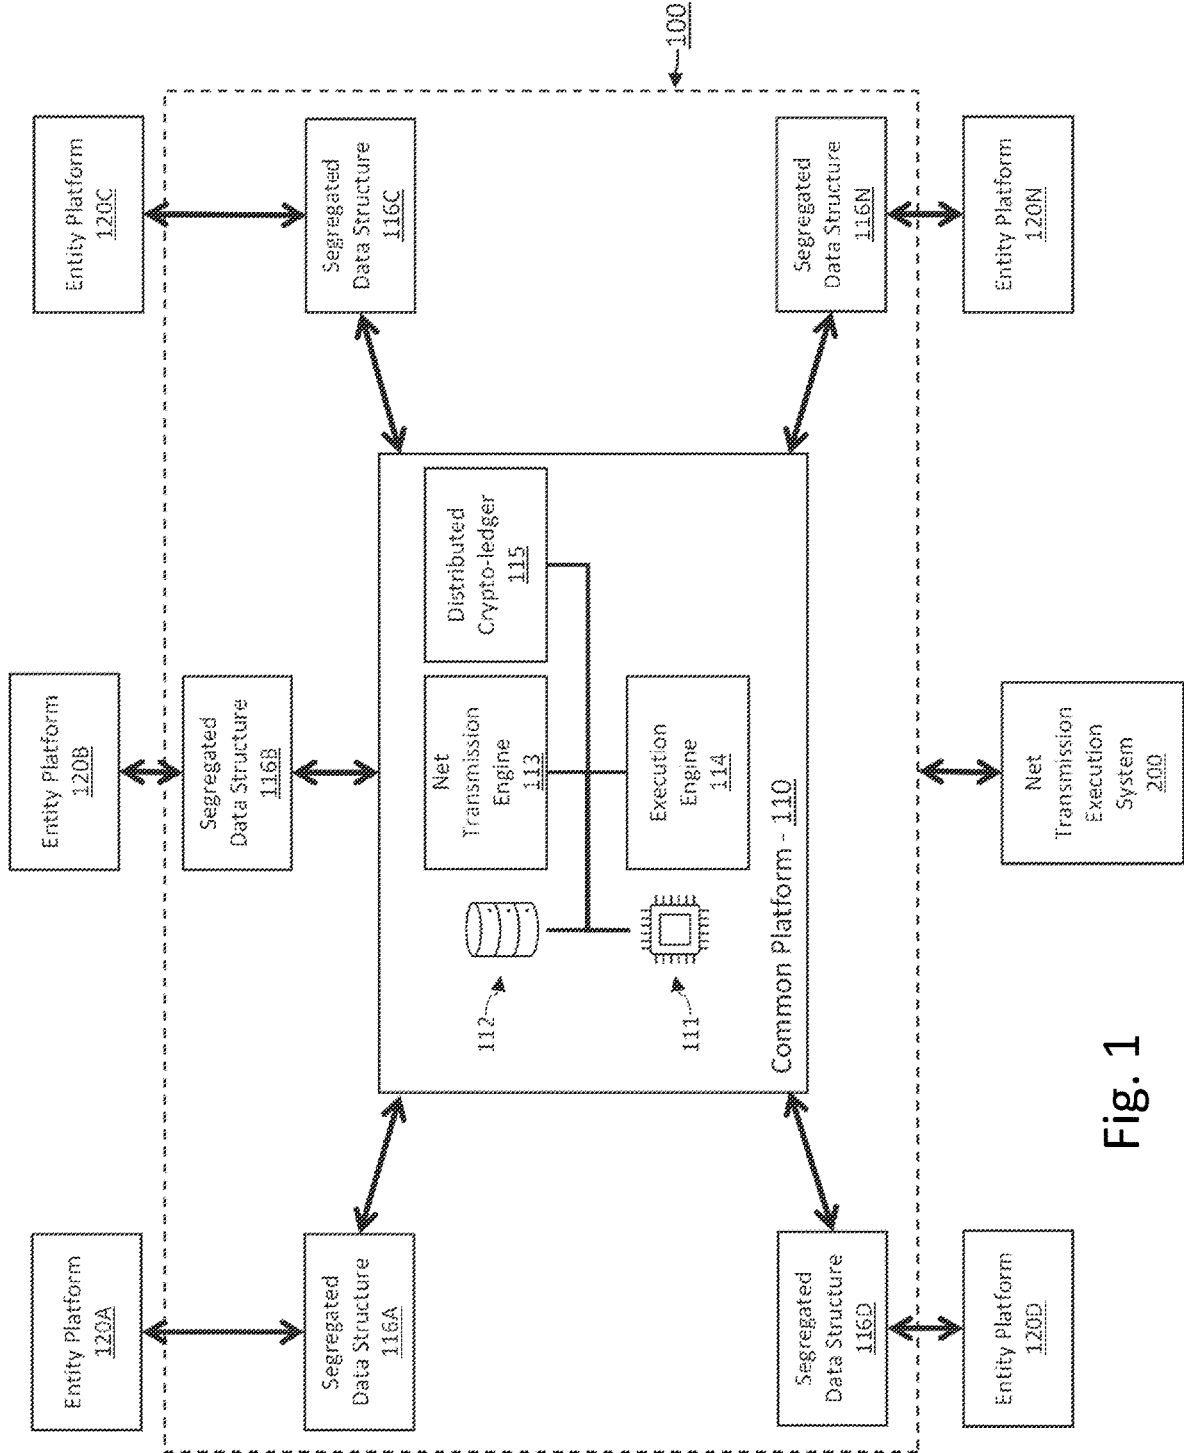 100
Entity Platform
120A
Entity Platform
120B
Entity Platform
120C
Segregated
Data Structure
116A
Segregated
Data Structure
116B
Segregated
Data Structure
116C
112
Net
Transmission
Engine
113
Distributed
Crypto-ledger
115
111
Execution
Engine
114
Common Platform - 110
Segregated
Data Structure
116D
Segregated
Data Structure
116N
Entity Platform
120D
Net
Transmission
Execution
System
200
Entity Platform
120N
Fig. 1